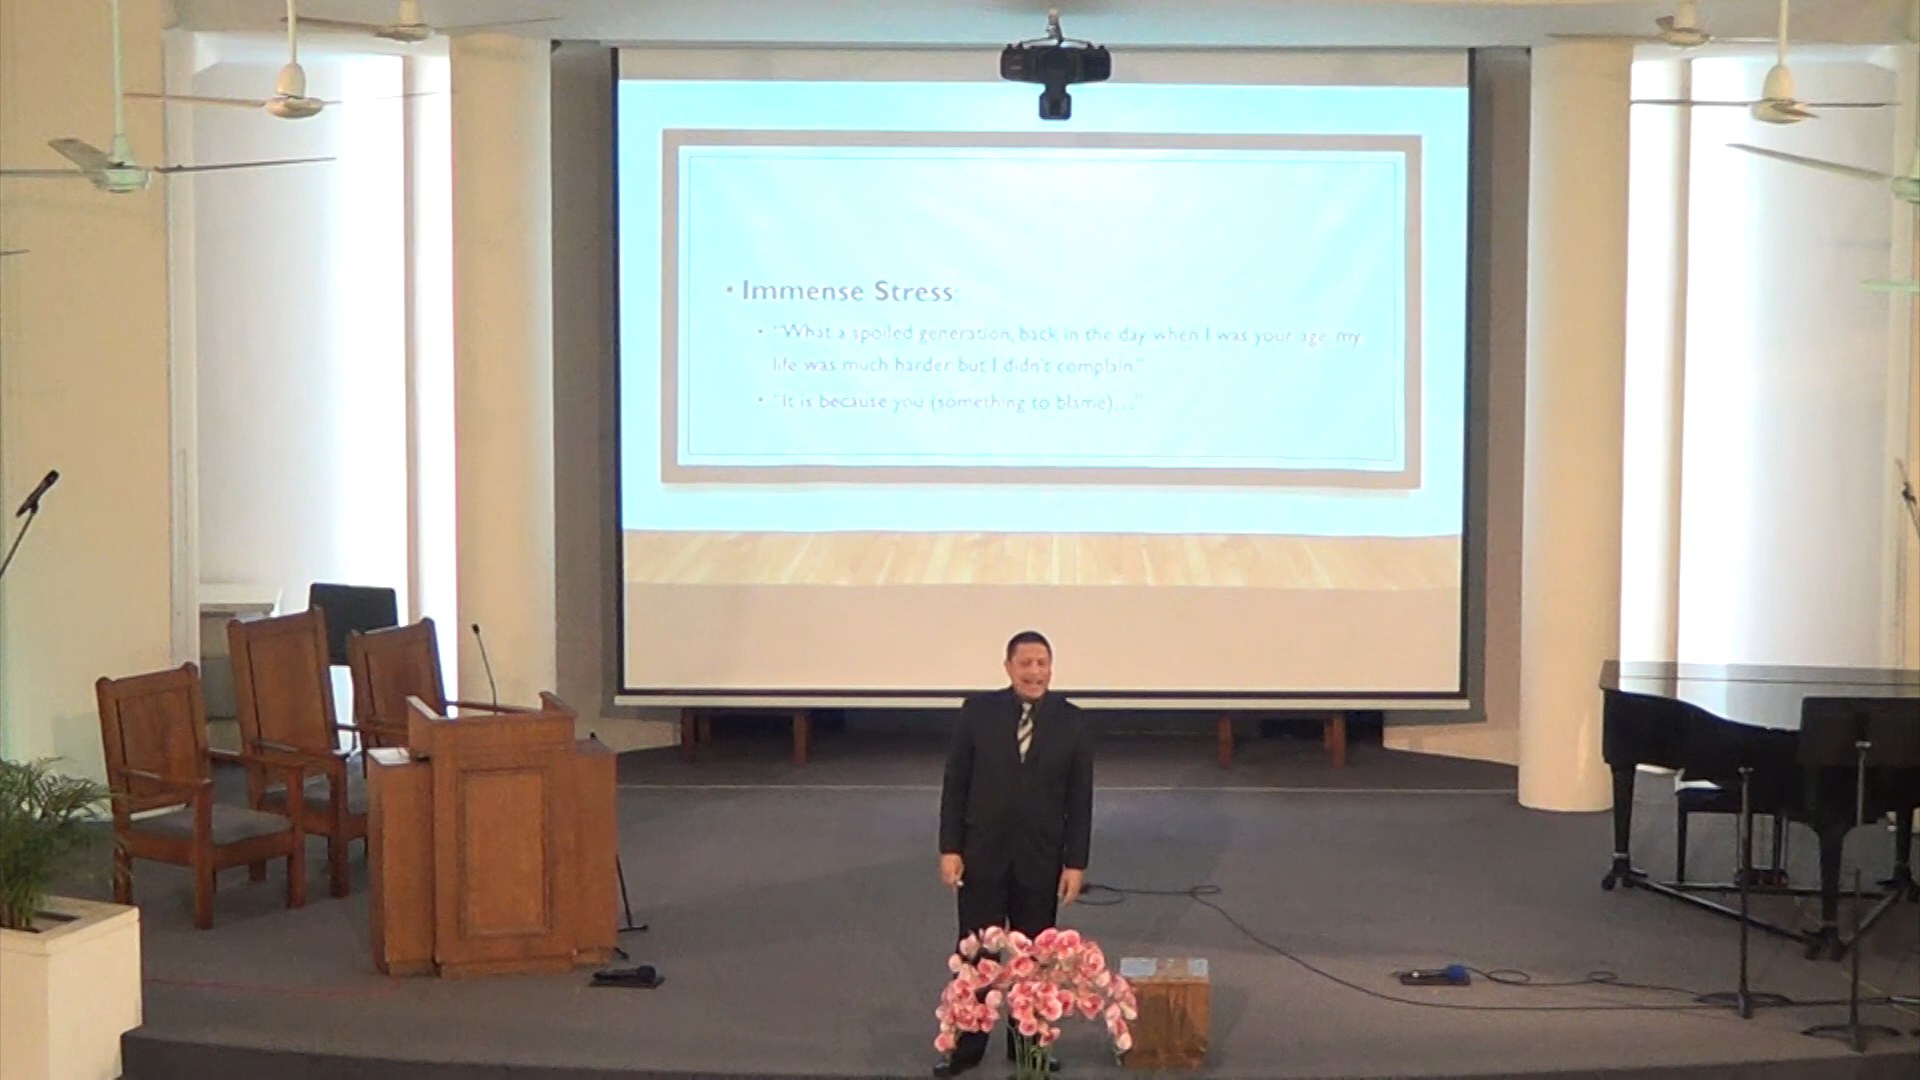 • Immense Stress:
• "What a spoiled generation, back in the day when I was your age, my
life was much harder but I didn't complain."
• "It is because you (something to blame)…"